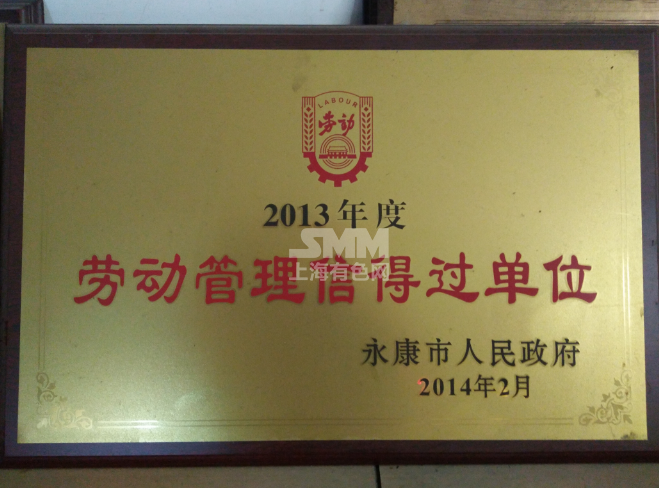 LABOUR
劳动
2013年度
SMM
上海有色网
劳动管理信得过单位
永康市人民政府
2014年2月